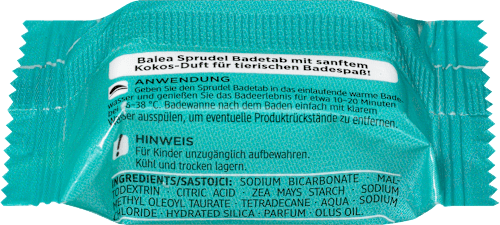 Balea Sprudel Badetab mit sanftem
Kokos-Duft für tierischen Badespaß!
ANWENDUNG
Geben Sie den Sprudel Badetab in das einlaufende warme Bade-
wasser und genießen Sie das Badeerlebnis für etwa 10–20 Minuten
5–38 °C. Badewanne nach dem Baden einfach mit klarem
ausspülen, um eventuelle Produktrückstände zu entfernen.
HINWEIS
Für Kinder unzugänglich aufbewahren.
Kühl und trocken lagern.
INGREDIENTS/SASTOJCI: SODIUM BICARBONATE · MAL-
ODEXTRIN · CITRIC ACID · ZEA MAYS STARCH · SODIUM
METHYL OLEOYL TAURATE · TETRADECANE · AQUA · SODIUM
CHLORIDE · HYDRATED SILICA · PARFUM · OLUS OIL.